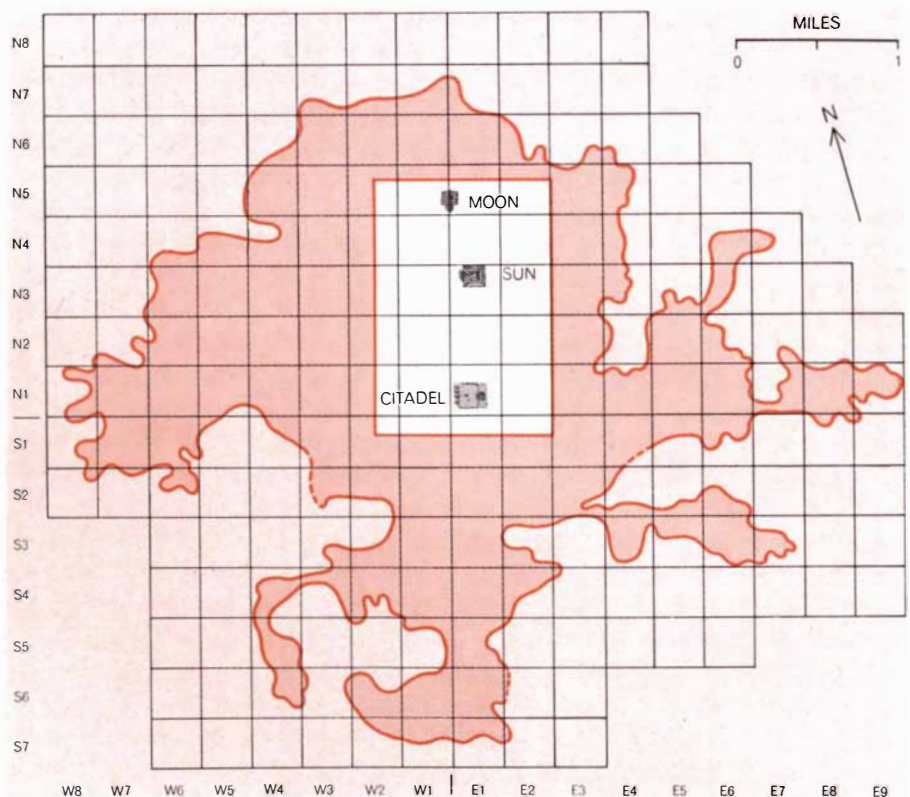 MILES
0 1
N
N8
N7
N6
N5
N4
N3
N2
N1
S1
S2
S3
S4
S5
S6
S7
MOON
SUN
CITADEL
W8 W7 W6 W5 W4 W3 W2 W1 E1 E2 E3 E4 E5 E6 E7 E8 E9